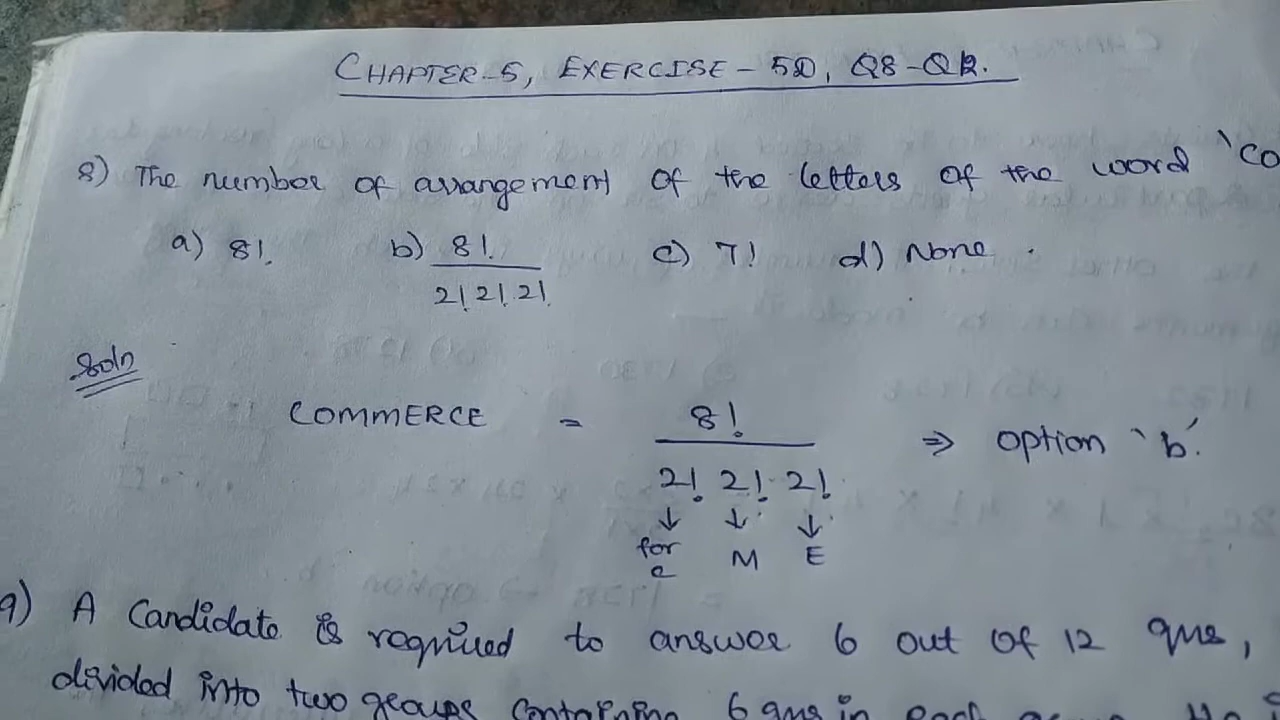 CHAPTER-5, EXERCISE - 5D, Q8-Q12.
8) The number of arrangement of the letters of the word 'CO
a) 8!. b) 8!. / 2! 2! 2! c) 7! d) None.
Soln
COMMERCE = 8! / 2! 2! 2! ⇒ option 'b'.
↓ ↓ ↓
for c M E
9) A candidate is required to answer 6 out of 12 qns,
divided into two groups containing 6 qns in each